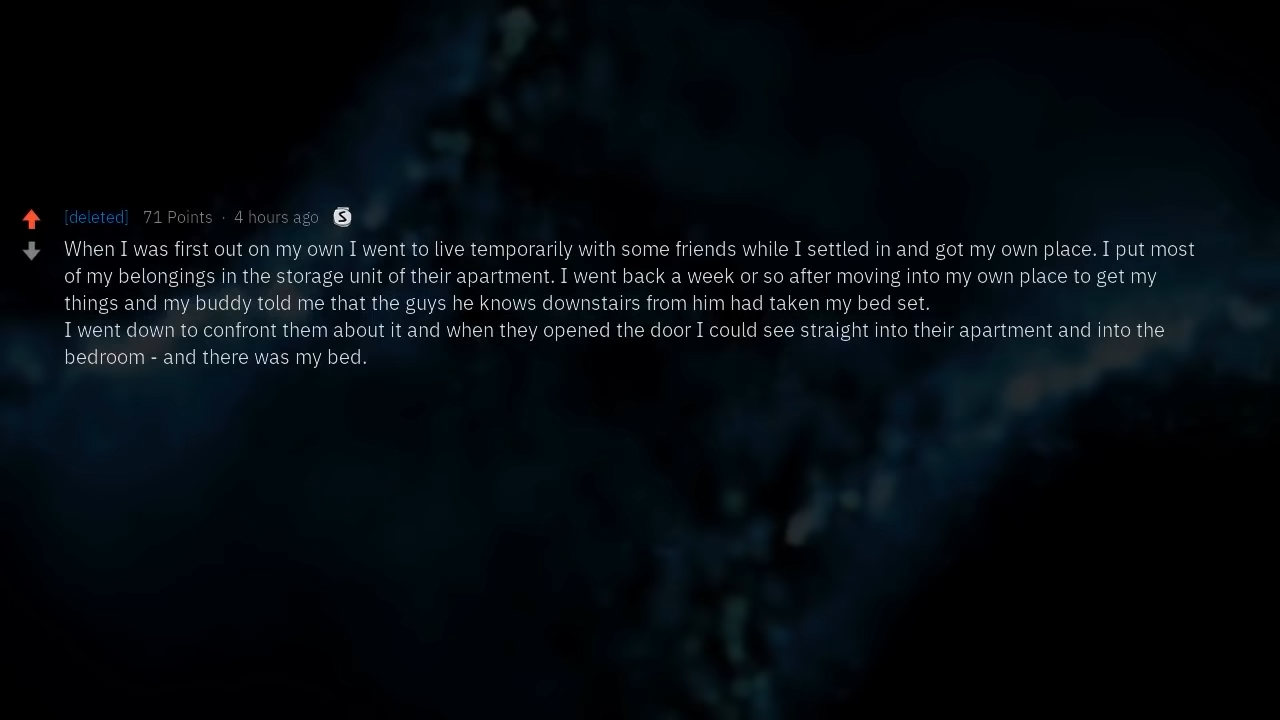 [deleted] 71 Points · 4 hours ago S
When I was first out on my own I went to live temporarily with some friends while I settled in and got my own place. I put most
of my belongings in the storage unit of their apartment. I went back a week or so after moving into my own place to get my
things and my buddy told me that the guys he knows downstairs from him had taken my bed set.
I went down to confront them about it and when they opened the door I could see straight into their apartment and into the
bedroom - and there was my bed.